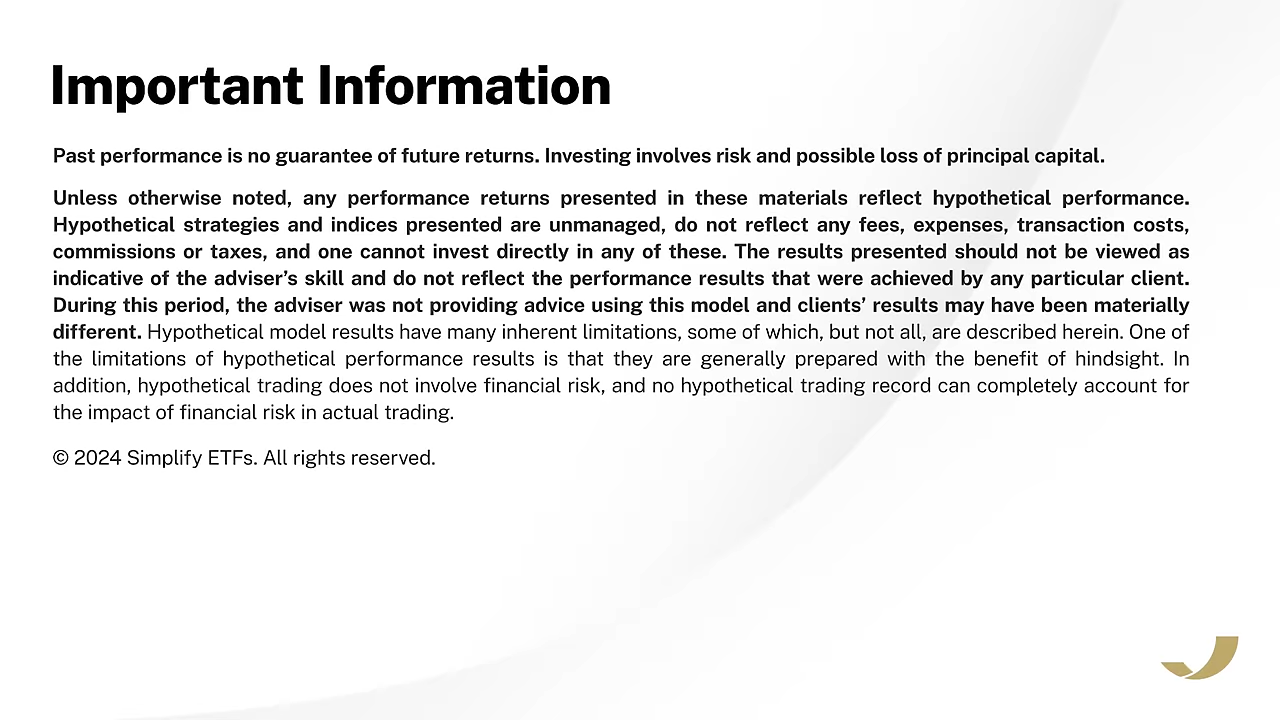 Important Information
Past performance is no guarantee of future returns. Investing involves risk and possible loss of principal capital.
Unless otherwise noted, any performance returns presented in these materials reflect hypothetical performance.
Hypothetical strategies and indices presented are unmanaged, do not reflect any fees, expenses, transaction costs,
commissions or taxes, and one cannot invest directly in any of these. The results presented should not be viewed as
indicative of the adviser’s skill and do not reflect the performance results that were achieved by any particular client.
During this period, the adviser was not providing advice using this model and clients’ results may have been materially
different. Hypothetical model results have many inherent limitations, some of which, but not all, are described herein. One of
the limitations of hypothetical performance results is that they are generally prepared with the benefit of hindsight. In
addition, hypothetical trading does not involve financial risk, and no hypothetical trading record can completely account for
the impact of financial risk in actual trading.
© 2024 Simplify ETFs. All rights reserved.